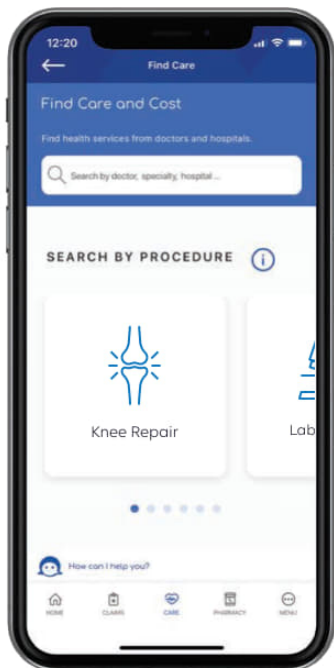 12:20
Find Care
Find Care and Cost
Find health services from doctors and hospitals.
Search by doctor, specialty, hospital ...
SEARCH BY PROCEDURE
Knee Repair
Lab
How can I help you?
HOME CLAIMS CARE PHARMACY MENU